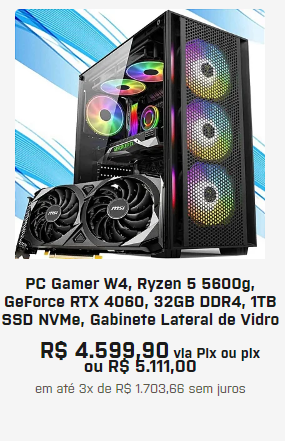 msi
msi
PC Gamer W4, Ryzen 5 5600g,
GeForce RTX 4060, 32GB DDR4, 1TB
SSD NVMe, Gabinete Lateral de Vidro
R$ 4.599,90 via Pix ou pix
ou R$ 5.111,00
em até 3x de R$ 1.703,66 sem juros